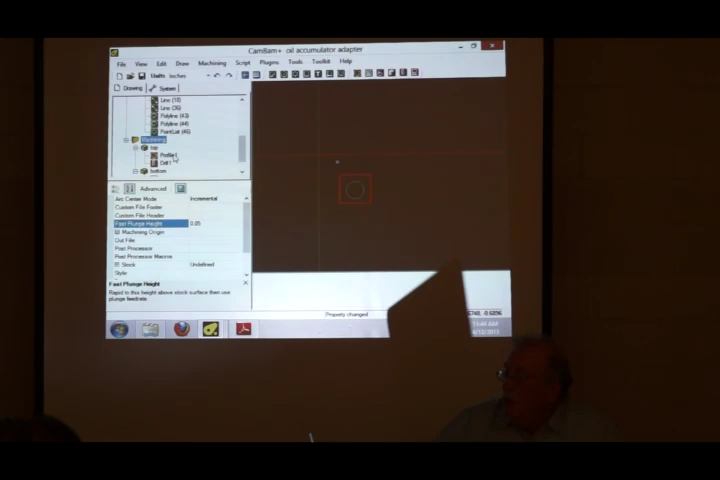 CamBam+ oil accumulator adapter
File View Edit Draw Machining Script Plugins Tools Toolkit Help
Units Inches
Drawing System
Line (18)
Line (36)
Polyline (43)
Polyline (44)
PointList (46)
Machining
top
Profile1
Drill1
bottom
Advanced
Arc Center Mode Incremental
Custom File Footer
Custom File Header
Fast Plunge Height 0.05
Machining Origin
Out File
Post Processor
Post Processor Macros
Stock Undefined
Style
Fast Plunge Height
Rapid to this height above stock surface then use
plunge feedrate.
Property changed
11:44 AM